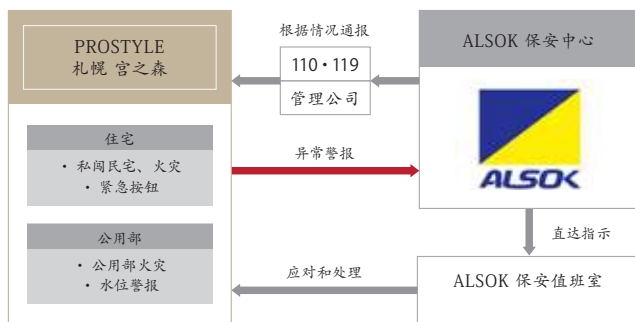 PROSTYLE
札幌 宫之森
住宅
• 私闯民宅、火灾
• 紧急按钮
公用部
• 公用部火灾
• 水位警报
根据情况通报
110・119
管理公司
异常警报
应对和处理
ALSOK 保安中心
ALSOK
直达指示
ALSOK 保安值班室